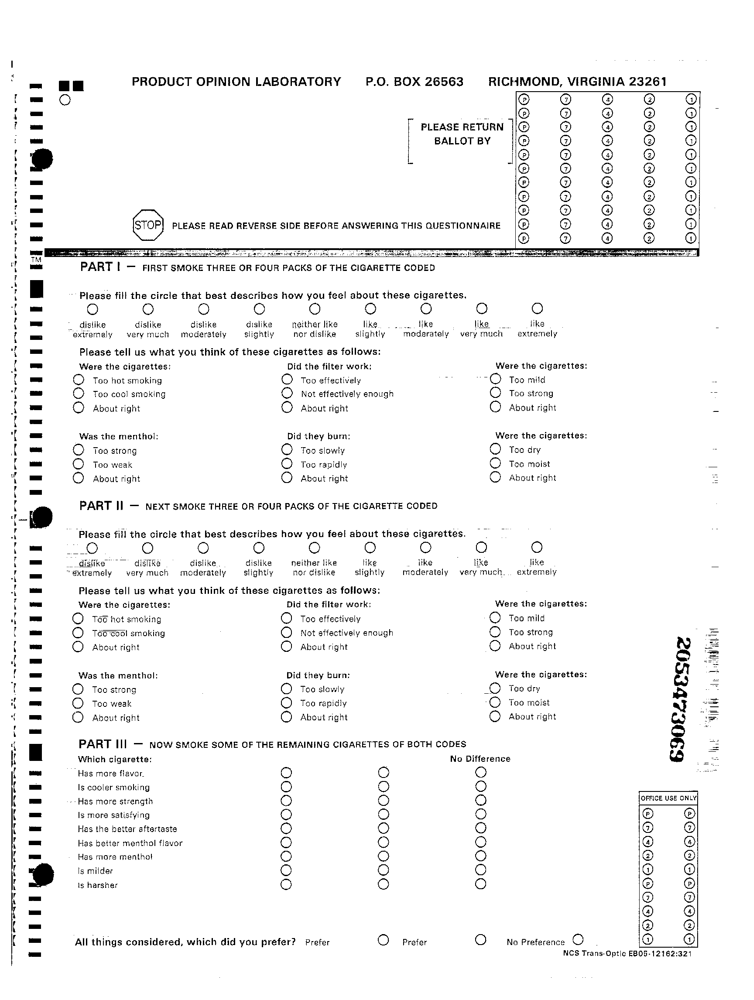 PRODUCT OPINION LABORATORY P.O. BOX 26563 RICHMOND, VIRGINIA 23261
PLEASE RETURN
BALLOT BY
P 7 4 2 1
P 7 4 2 1
P 7 4 2 1
P 7 4 2 1
P 7 4 2 1
P 7 4 2 1
P 7 4 2 1
P 7 4 2 1
P 7 4 2 1
P 7 4 2 1
P 7 4 2 1
STOP PLEASE READ REVERSE SIDE BEFORE ANSWERING THIS QUESTIONNAIRE
TM
PART I — FIRST SMOKE THREE OR FOUR PACKS OF THE CIGARETTE CODED
Please fill the circle that best describes how you feel about these cigarettes.
dislike dislike dislike dislike neither like like like like like
extremely very much moderately slightly nor dislike slightly moderately very much extremely
Please tell us what you think of these cigarettes as follows:
Were the cigarettes: Did the filter work: Were the cigarettes:
Too hot smoking Too effectively Too mild
Too cool smoking Not effectively enough Too strong
About right About right About right
Was the menthol: Did they burn: Were the cigarettes:
Too strong Too slowly Too dry
Too weak Too rapidly Too moist
About right About right About right
PART II — NEXT SMOKE THREE OR FOUR PACKS OF THE CIGARETTE CODED
Please fill the circle that best describes how you feel about these cigarettes.
dislike dislike dislike dislike neither like like like like like
extremely very much moderately slightly nor dislike slightly moderately very much extremely
Please tell us what you think of these cigarettes as follows:
Were the cigarettes: Did the filter work: Were the cigarettes:
Too hot smoking Too effectively Too mild
Too cool smoking Not effectively enough Too strong
About right About right About right
Was the menthol: Did they burn: Were the cigarettes:
Too strong Too slowly Too dry
Too weak Too rapidly Too moist
About right About right About right
2053473069
PART III — NOW SMOKE SOME OF THE REMAINING CIGARETTES OF BOTH CODES
Which cigarette: No Difference
Has more flavor.
Is cooler smoking
Has more strength
Is more satisfying
Has the better aftertaste
Has better menthol flavor
Has more menthol
Is milder
Is harsher
OFFICE USE ONLY
P P
7 7
4 4
2 2
1 1
P P
7 7
4 4
2 2
1 1
All things considered, which did you prefer? Prefer Prefer No Preference
NCS Trans-Optic EB06-12162:321